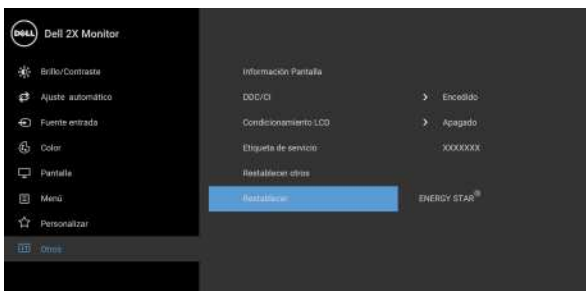 DELL Dell 2X Monitor
Brillo/Contraste
Ajuste automático
Fuente entrada
Color
Pantalla
Menú
Personalizar
Otros
Información Pantalla
DDC/CI > Encedido
Condicionamiento LCD > Apagado
Etiqueta de servicio XXXXXXX
Restablecer otros
Restablecer ENERGY STAR®